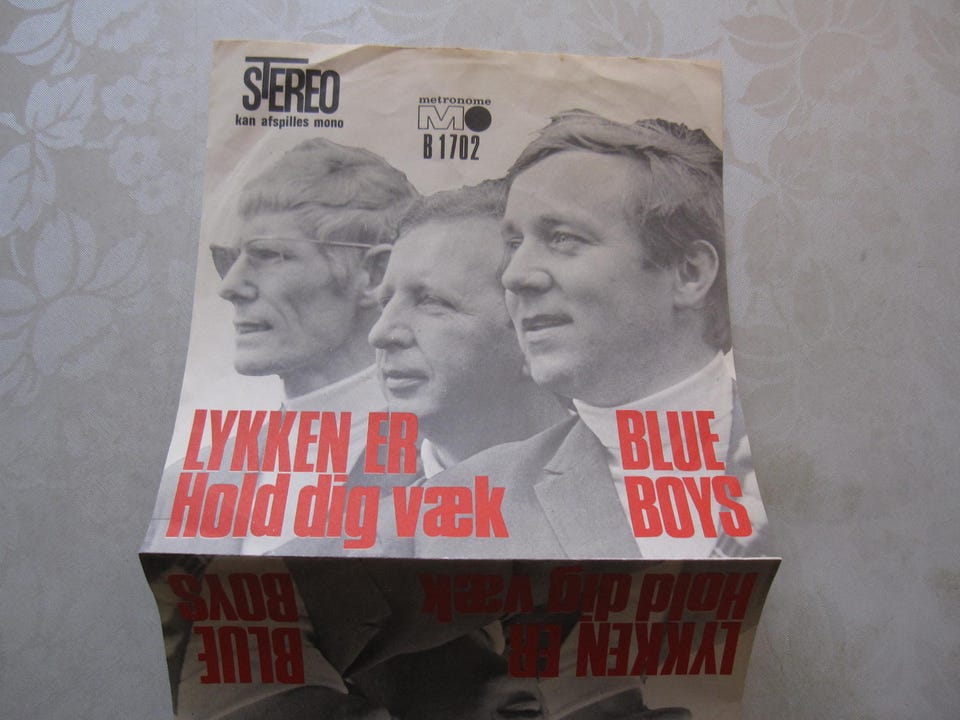 STEREO
kan afspilles mono
metronome
MO
B 1702
LYKKEN ER
Hold dig væk
BLUE
BOYS
Hold dig væk
LYKKEN ER
BLUE
BOYS